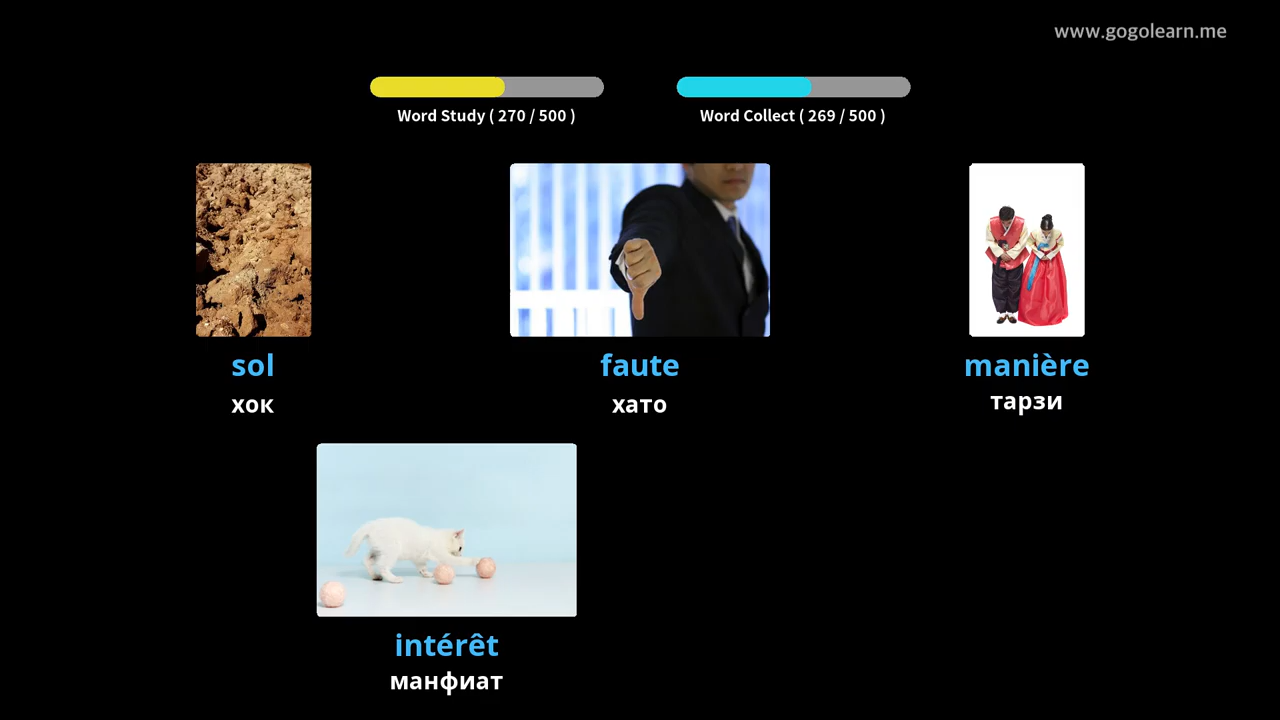 www.gogolearn.me
Word Study ( 270 / 500 )
Word Collect ( 269 / 500 )
sol
хок
faute
хато
manière
тарзи
intérêt
манфиат